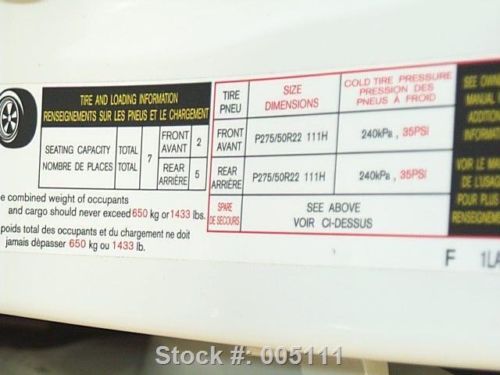 TIRE AND LOADING INFORMATION
RENSEIGNEMENTS SUR LES PNEUS ET LE CHARGEMENT
SEATING CAPACITY TOTAL 7 FRONT AVANT 2
NOMBRE DE PLACES TOTAL REAR ARRIÈRE 5
e combined weight of occupants
and cargo should never exceed 650 kg or 1433 lbs.
poids total des occupants et du chargement ne doit
jamais dépasser 650 kg ou 1433 lb.
TIRE PNEU SIZE DIMENSIONS COLD TIRE PRESSURE PRESSION DES PNEUS À FROID
FRONT AVANT P275/50R22 111H 240kPa , 35PSI
REAR ARRIÈRE P275/50R22 111H 240kPa , 35PSI
SPARE DE SECOURS SEE ABOVE VOIR CI-DESSUS
SEE OWN
MANUAL
ADDITION
INFORMA
VOIR LE M
DE L'USAG
POUR PLUS
RENSEIGNE
F 1LA
Stock #: 005111